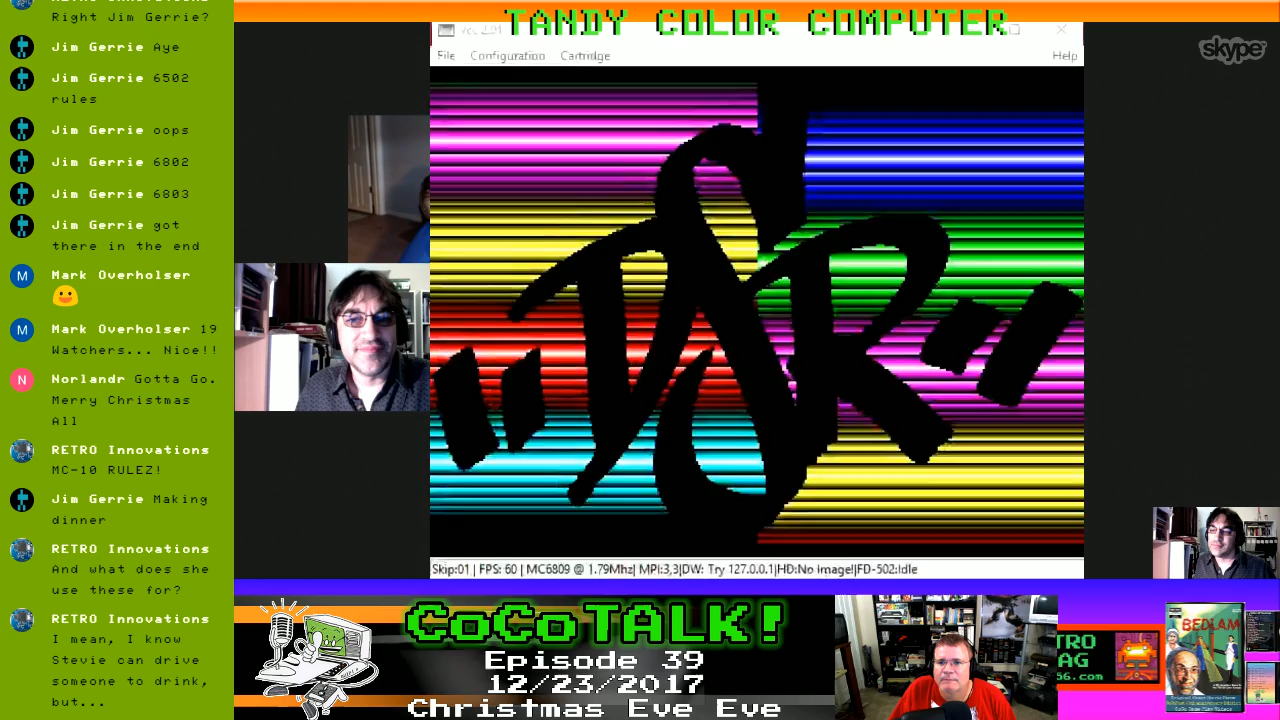 Right Jim Gerrie?
Jim Gerrie Aye
Jim Gerrie 6502
rules
Jim Gerrie oops
Jim Gerrie 6802
Jim Gerrie 6803
Jim Gerrie got
there in the end
M Mark Overholser
M Mark Overholser 19
Watchers... Nice!!
N Norlandr Gotta Go.
Merry Christmas
All
RETRO Innovations
MC-10 RULEZ!
Jim Gerrie Making
dinner
RETRO Innovations
And what does she
use these for?
RETRO Innovations
I mean, I know
Stevie can drive
someone to drink,
but...
TANDY COLOR COMPUTER
File Configuration Cartridge Help
skype
Skip:01 | FPS: 60 | MC6809 @ 1.79Mhz| MPI:3,3|DW: Try 127.0.0.1|HD:No Image!|FD-502:Idle
CoCoTALK!
Episode 39
12/23/2017
Christmas Eve Eve
BEDLAM